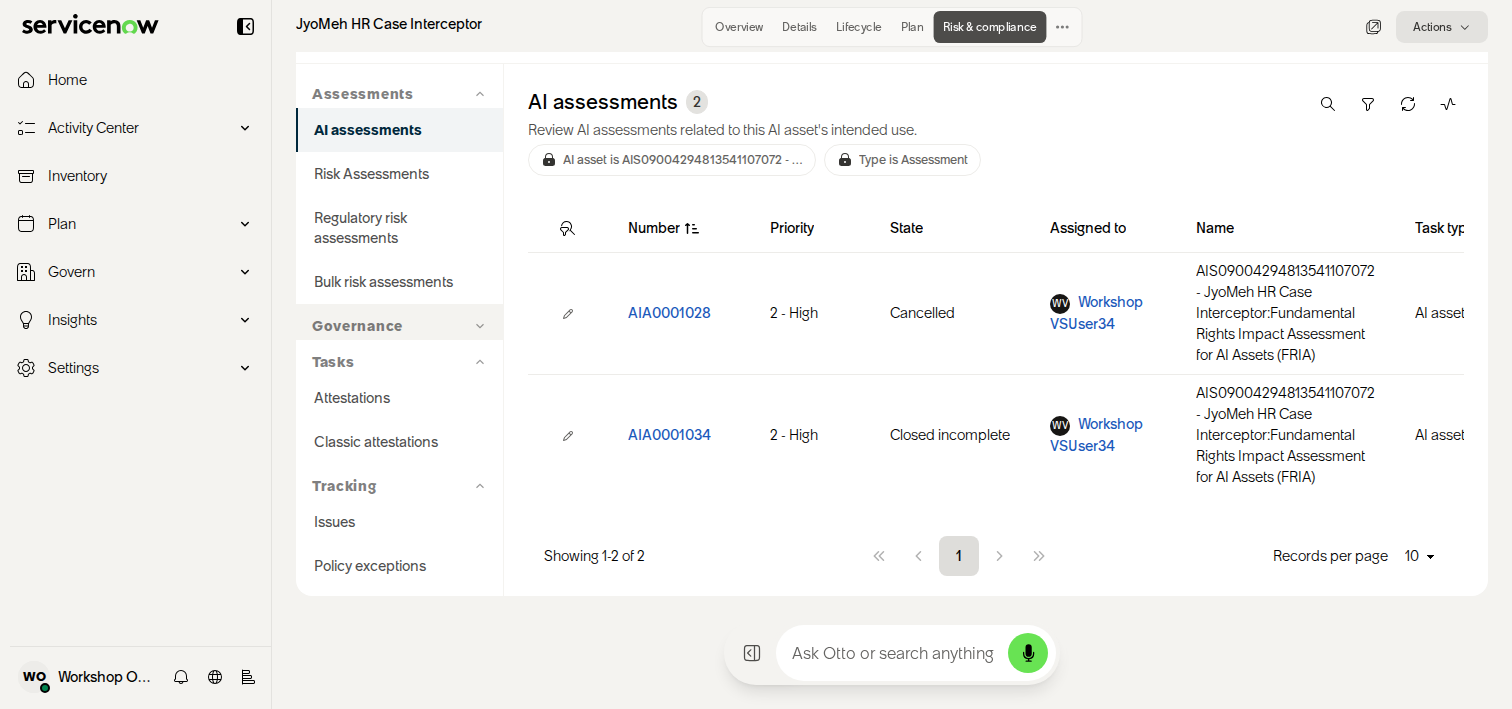 servicenow
Home
Activity Center
Inventory
Plan
Govern
Insights
Settings
WO
Workshop O...
JyoMeh HR Case Interceptor
Overview
Details
Lifecycle
Plan
Risk & compliance
Actions
Assessments
AI assessments
Risk Assessments
Regulatory risk
assessments
Bulk risk assessments
Governance
Tasks
Attestations
Classic attestations
Tracking
Issues
Policy exceptions
AI assessments 2
Review AI assessments related to this AI asset's intended use.
AI asset is AIS09004294813541107072 - ...
Type is Assessment
Number
Priority
State
Assigned to
Name
Task typ
AIA0001028
2 - High
Cancelled
WV Workshop
VSUser34
AIS09004294813541107072
- JyoMeh HR Case
Interceptor:Fundamental
Rights Impact Assessment
for AI Assets (FRIA)
AI asset
AIA0001034
2 - High
Closed incomplete
WV Workshop
VSUser34
AIS09004294813541107072
- JyoMeh HR Case
Interceptor:Fundamental
Rights Impact Assessment
for AI Assets (FRIA)
AI asset
Showing 1-2 of 2
1
Records per page 10
Ask Otto or search anything